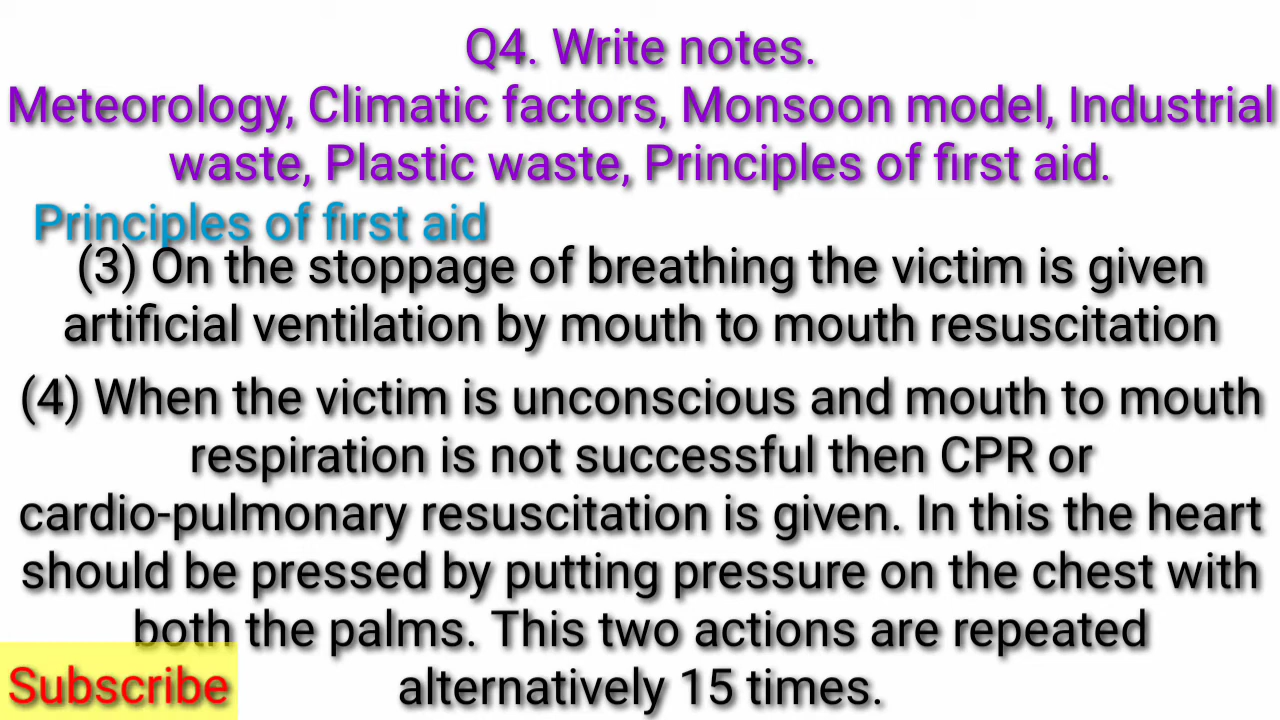 Q4. Write notes.
Meteorology, Climatic factors, Monsoon model, Industrial
waste, Plastic waste, Principles of first aid.
Principles of first aid
(3) On the stoppage of breathing the victim is given
artificial ventilation by mouth to mouth resuscitation
(4) When the victim is unconscious and mouth to mouth
respiration is not successful then CPR or
cardio-pulmonary resuscitation is given. In this the heart
should be pressed by putting pressure on the chest with
both the palms. This two actions are repeated
alternatively 15 times.
Subscribe